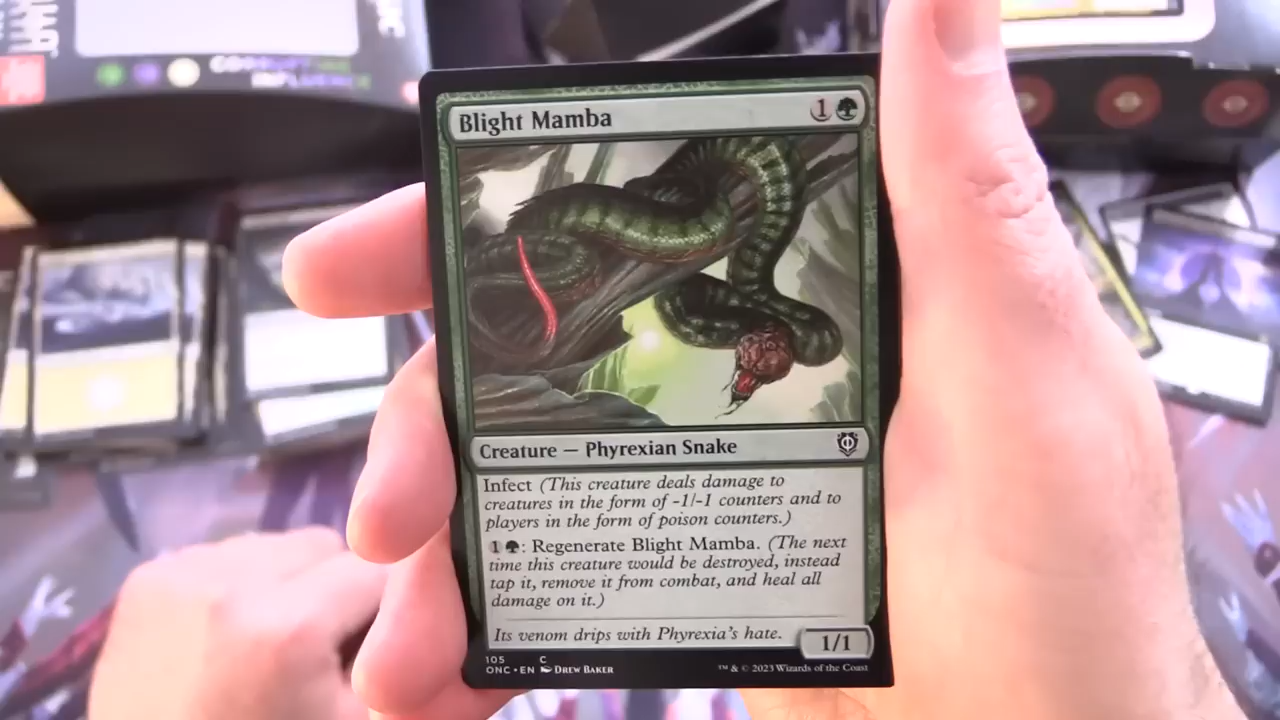 CORRUPTING
INFLUENCE
Blight Mamba
1
Creature — Phyrexian Snake
Infect (This creature deals damage to
creatures in the form of -1/-1 counters and to
players in the form of poison counters.)
1 : Regenerate Blight Mamba. (The next
time this creature would be destroyed, instead
tap it, remove it from combat, and heal all
damage on it.)
Its venom drips with Phyrexia's hate.
1/1
105 C
ONC • EN DREW BAKER
™ & © 2023 Wizards of the Coast